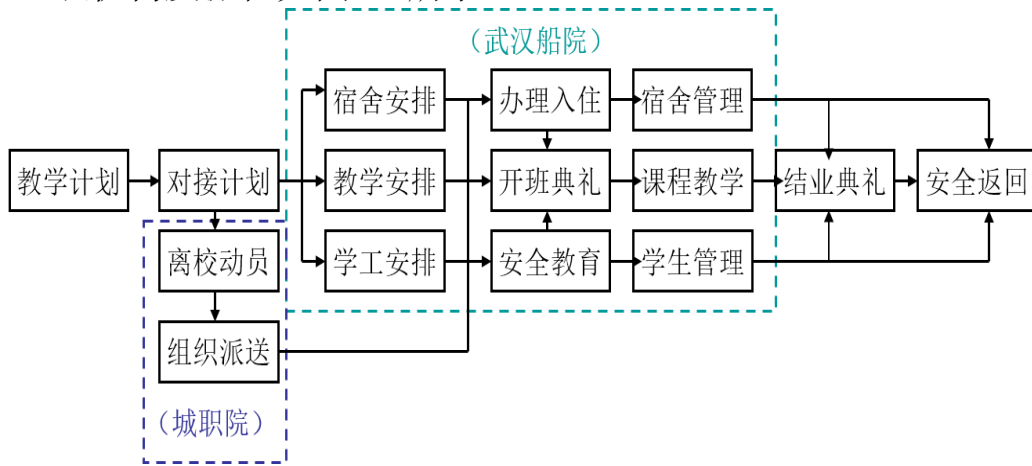 （武汉船院）
宿舍安排
办理入住
宿舍管理
教学计划
对接计划
教学安排
开班典礼
课程教学
结业典礼
安全返回
离校动员
学工安排
安全教育
学生管理
组织派送
（城职院）